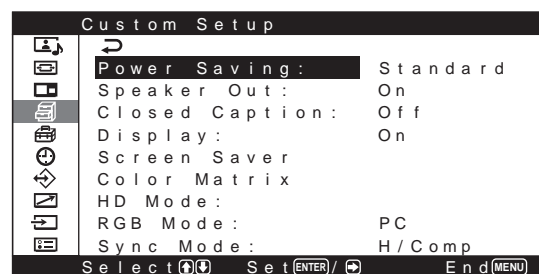 Custom Setup
Power Saving: Standard
Speaker Out: On
Closed Caption: Off
Display: On
Screen Saver
Color Matrix
HD Mode:
RGB Mode: PC
Sync Mode: H/Comp
Select Set ENTER / End MENU